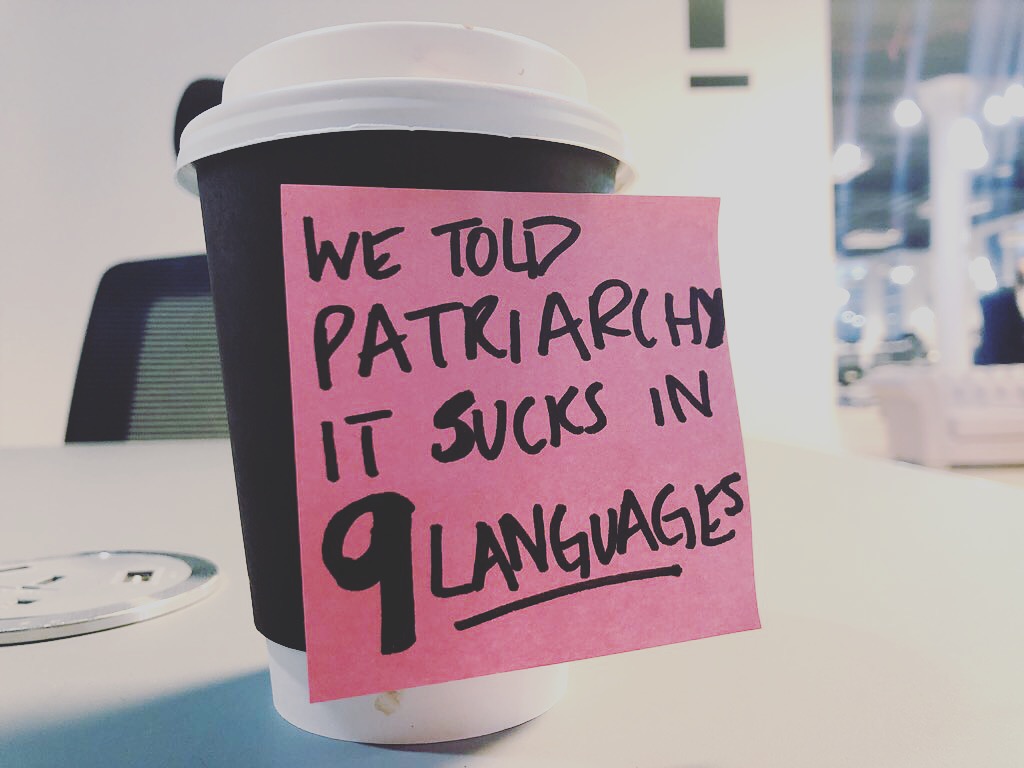 WE TOLD
PATRIARCHY
IT SUCKS IN
9 LANGUAGES